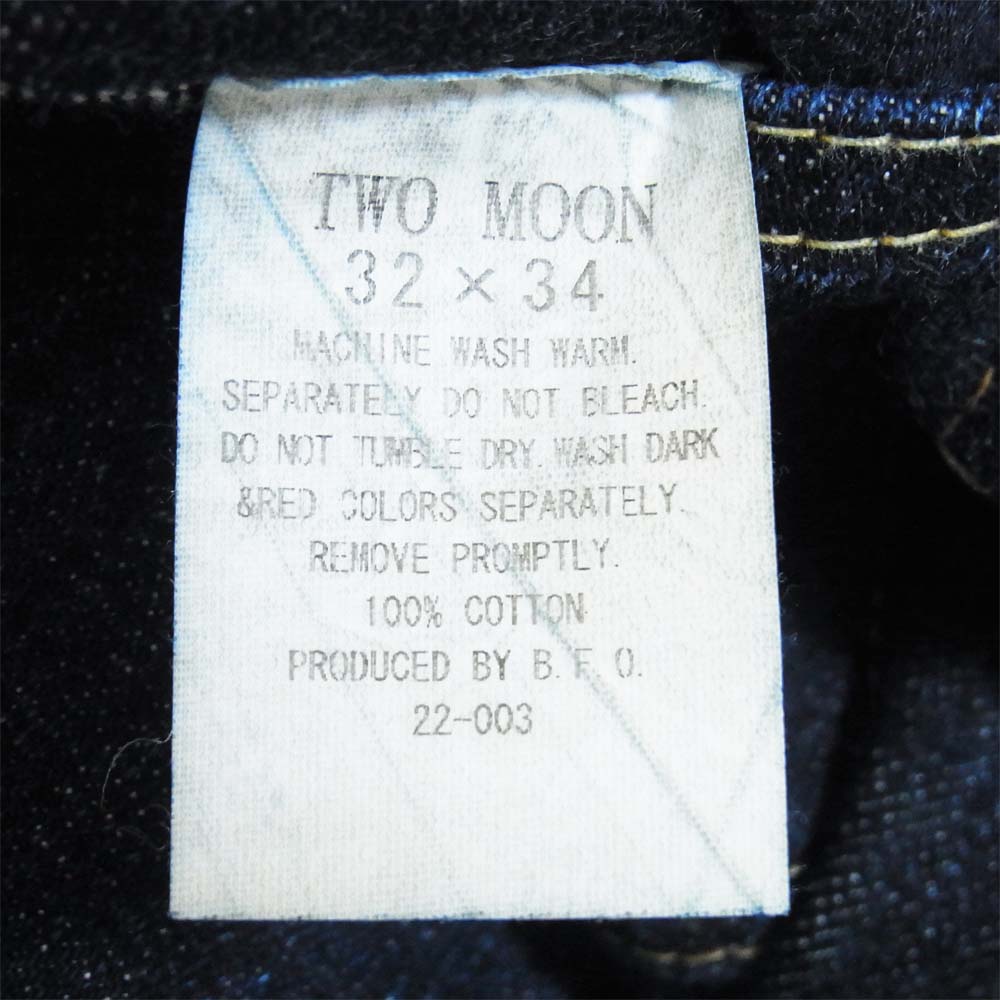 TWO MOON
32 × 34
MACHINE WASH WARM.
SEPARATELY DO NOT BLEACH.
DO NOT TUMBLE DRY. WASH DARK
&RED COLORS SEPARATELY.
REMOVE PROMPTLY.
100% COTTON
PRODUCED BY B. F. O.
22-003